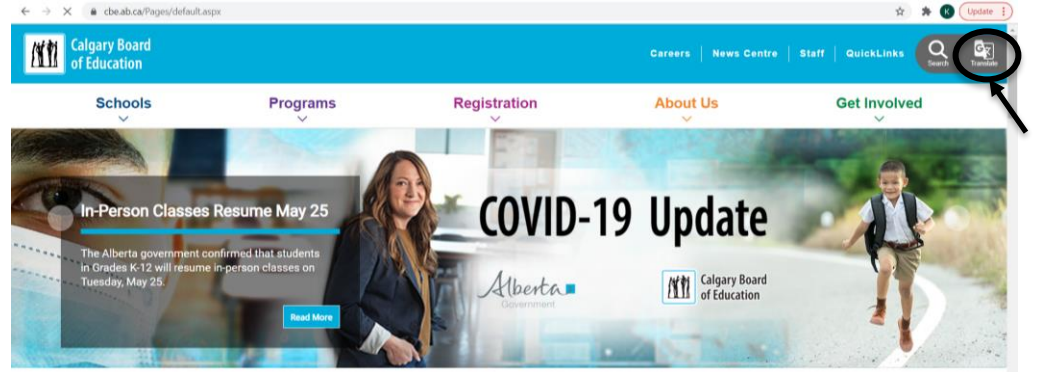 cbe.ab.ca/Pages/default.aspx
K
Update
Calgary Board
of Education
Careers
News Centre
Staff
QuickLinks
Search
Translate
Schools
Programs
Registration
About Us
Get Involved
In-Person Classes Resume May 25
The Alberta government confirmed that students
in Grades K-12 will resume in-person classes on
Tuesday, May 25.
Read More
COVID-19 Update
Alberta
Government
Calgary Board
of Education